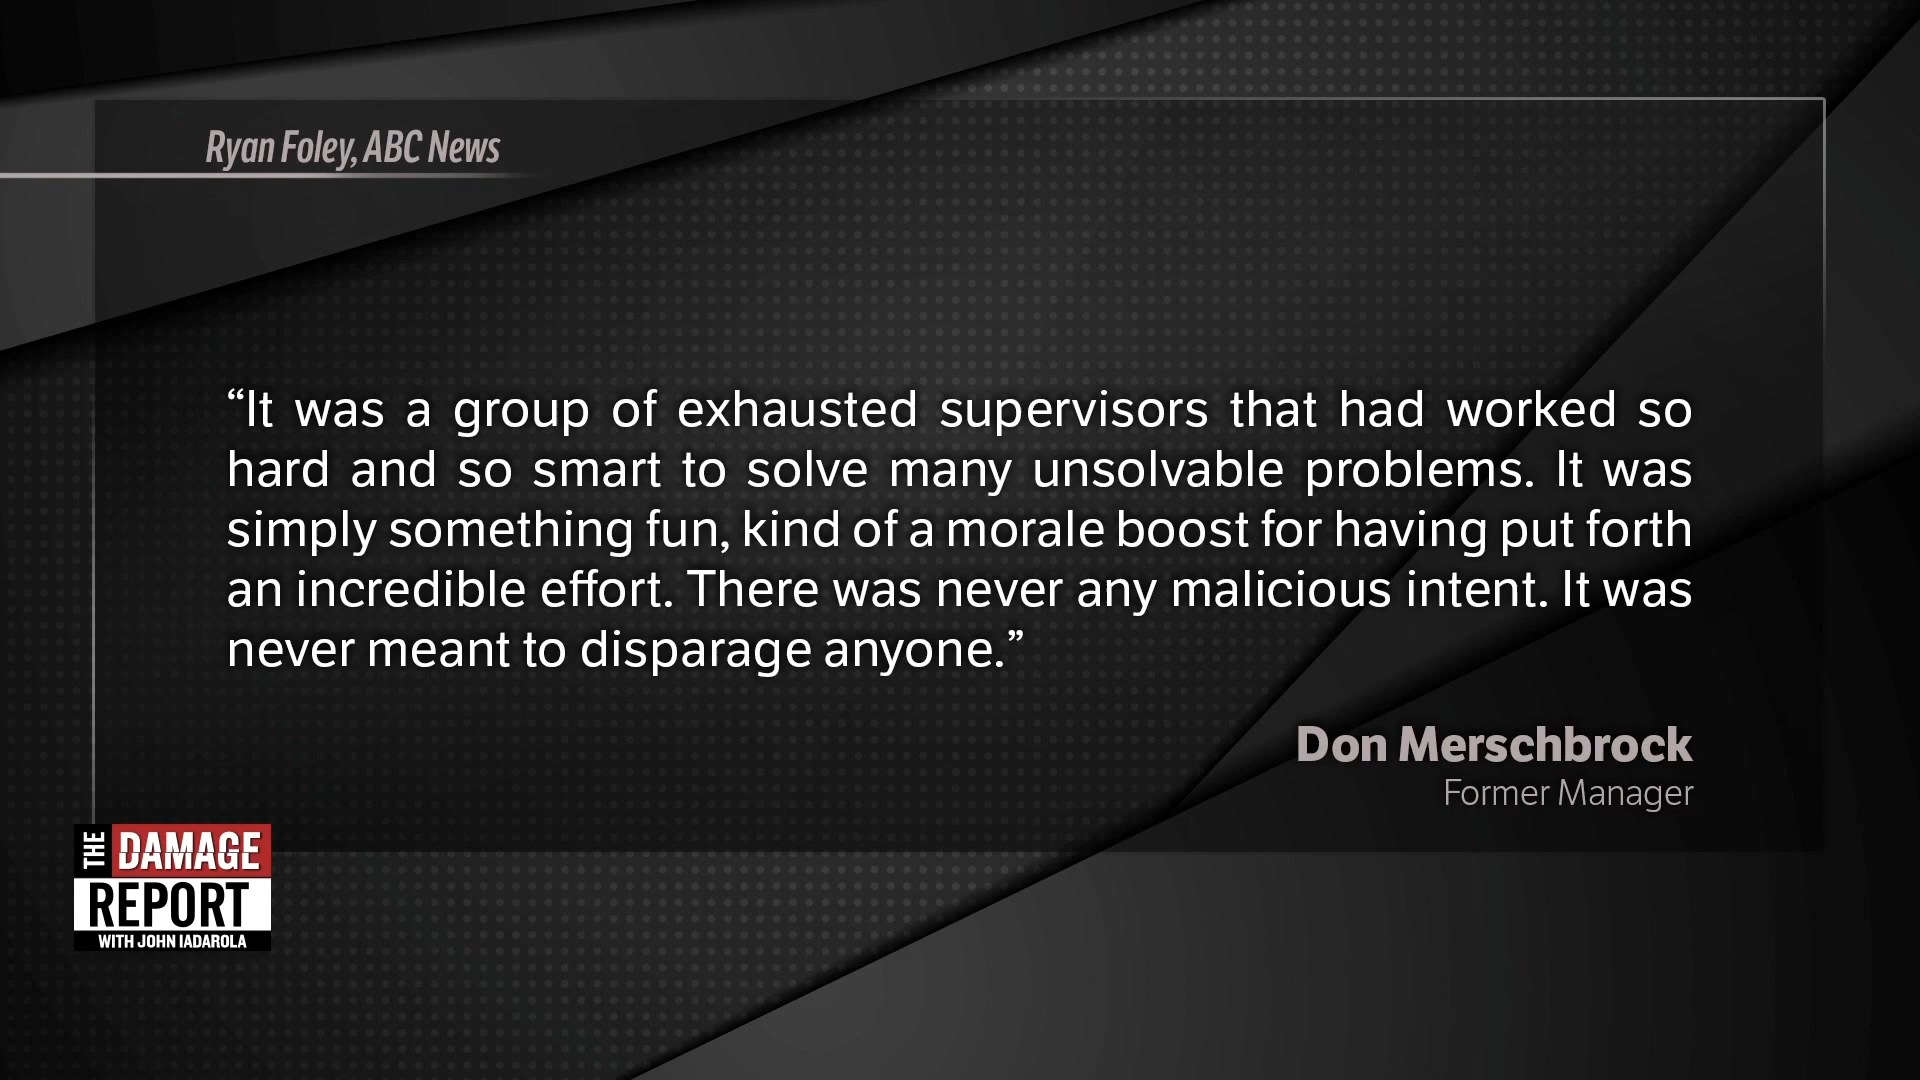 Ryan Foley, ABC News
“It was a group of exhausted supervisors that had worked so
hard and so smart to solve many unsolvable problems. It was
simply something fun, kind of a morale boost for having put forth
an incredible effort. There was never any malicious intent. It was
never meant to disparage anyone.”
Don Merschbrock
Former Manager
THE DAMAGE
REPORT
WITH JOHN IADAROLA